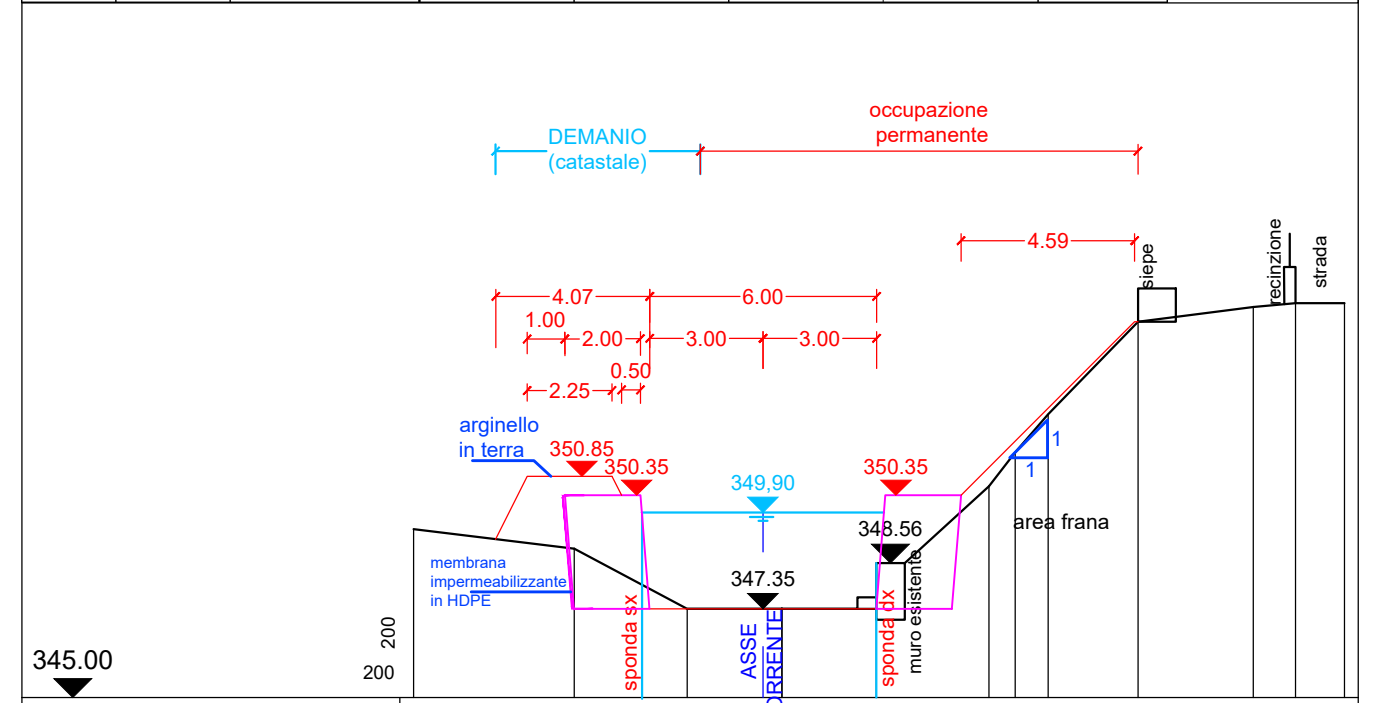 occupazione
permanente
DEMANIO
(catastale)
4.59
siepe
recinzione
strada
4.07
6.00
1.00
2.00
3.00
3.00
0.50
2.25
arginello
in terra
350.85
350.35
350.35
349,90
1
1
348.56
area frana
membrana
impermeabilizzante
in HDPE
347.35
sponda sx
ASSE
ORRENTE
sponda dx
muro esistente
200
200
345.00